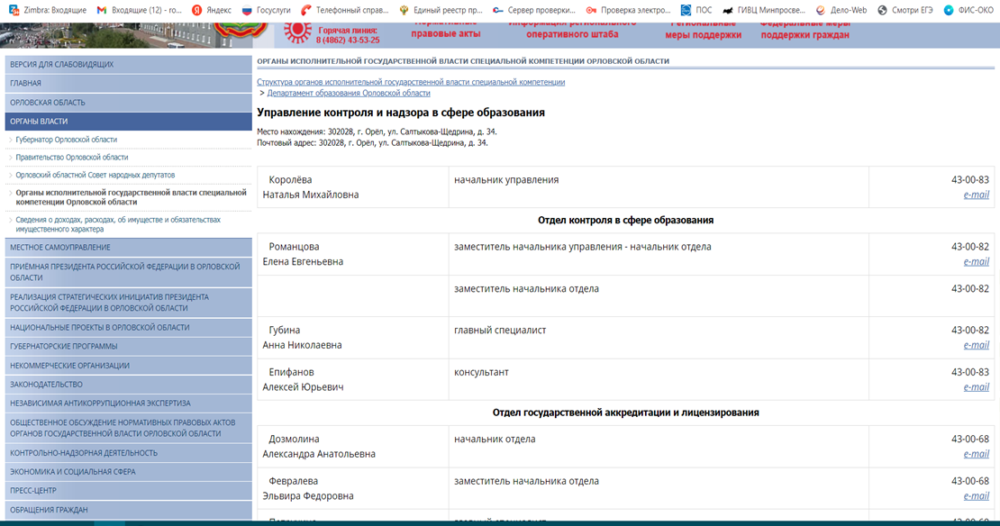 Zimbra: Входящие
Входящие (12) - ro...
Яндекс
Госуслуги
Телефонный справ...
Единый реестр пр...
Сервер проверки...
Проверка электро...
ПОС
ГИВЦ Минпросве...
Дело-Web
Смотри ЕГЭ
ФИС-ОКО
Горячая линия:
8 (4862) 43-53-25
Нормативные
правовые акты
Информация регионального
оперативного штаба
Региональные
меры поддержки
Федеральные меры
поддержки граждан
ВЕРСИЯ ДЛЯ СЛАБОВИДЯЩИХ
ГЛАВНАЯ
ОРЛОВСКАЯ ОБЛАСТЬ
ОРГАНЫ ВЛАСТИ
Губернатор Орловской области
Правительство Орловской области
Орловский областной Совет народных депутатов
Органы исполнительной государственной власти специальной
компетенции Орловской области
Сведения о доходах, расходах, об имуществе и обязательствах
имущественного характера
МЕСТНОЕ САМОУПРАВЛЕНИЕ
ПРИЁМНАЯ ПРЕЗИДЕНТА РОССИЙСКОЙ ФЕДЕРАЦИИ В ОРЛОВСКОЙ
ОБЛАСТИ
РЕАЛИЗАЦИЯ СТРАТЕГИЧЕСКИХ ИНИЦИАТИВ ПРЕЗИДЕНТА
РОССИЙСКОЙ ФЕДЕРАЦИИ В ОРЛОВСКОЙ ОБЛАСТИ
НАЦИОНАЛЬНЫЕ ПРОЕКТЫ В ОРЛОВСКОЙ ОБЛАСТИ
ГУБЕРНАТОРСКИЕ ПРОГРАММЫ
НЕКОММЕРЧЕСКИЕ ОРГАНИЗАЦИИ
ЗАКОНОДАТЕЛЬСТВО
НЕЗАВИСИМАЯ АНТИКОРРУПЦИОННАЯ ЭКСПЕРТИЗА
ОБЩЕСТВЕННОЕ ОБСУЖДЕНИЕ НОРМАТИВНЫХ ПРАВОВЫХ АКТОВ
ОРГАНОВ ГОСУДАРСТВЕННОЙ ВЛАСТИ ОРЛОВСКОЙ ОБЛАСТИ
КОНТРОЛЬНО-НАДЗОРНАЯ ДЕЯТЕЛЬНОСТЬ
ЭКОНОМИКА И СОЦИАЛЬНАЯ СФЕРА
ПРЕСС-ЦЕНТР
ОБРАЩЕНИЯ ГРАЖДАН
ОРГАНЫ ИСПОЛНИТЕЛЬНОЙ ГОСУДАРСТВЕННОЙ ВЛАСТИ СПЕЦИАЛЬНОЙ КОМПЕТЕНЦИИ ОРЛОВСКОЙ ОБЛАСТИ
Структура органов исполнительной государственной власти специальной компетенции
> Департамент образования Орловской области
Управление контроля и надзора в сфере образования
Место нахождения: 302028, г. Орёл, ул. Салтыкова-Щедрина, д. 34.
Почтовый адрес: 302028, г. Орёл, ул. Салтыкова-Щедрина, д. 34.
Королёва начальник управления 43-00-83
Наталья Михайловна e-mail
Отдел контроля в сфере образования
Романцова заместитель начальника управления - начальник отдела 43-00-82
Елена Евгеньевна e-mail
заместитель начальника отдела 43-00-82
Губина главный специалист 43-00-82
Анна Николаевна e-mail
Епифанов консультант 43-00-83
Алексей Юрьевич e-mail
Отдел государственной аккредитации и лицензирования
Дозмолина начальник отдела 43-00-68
Александра Анатольевна e-mail
Февралева заместитель начальника отдела 43-00-68
Эльвира Федоровна e-mail
главный специалист 43-00-68